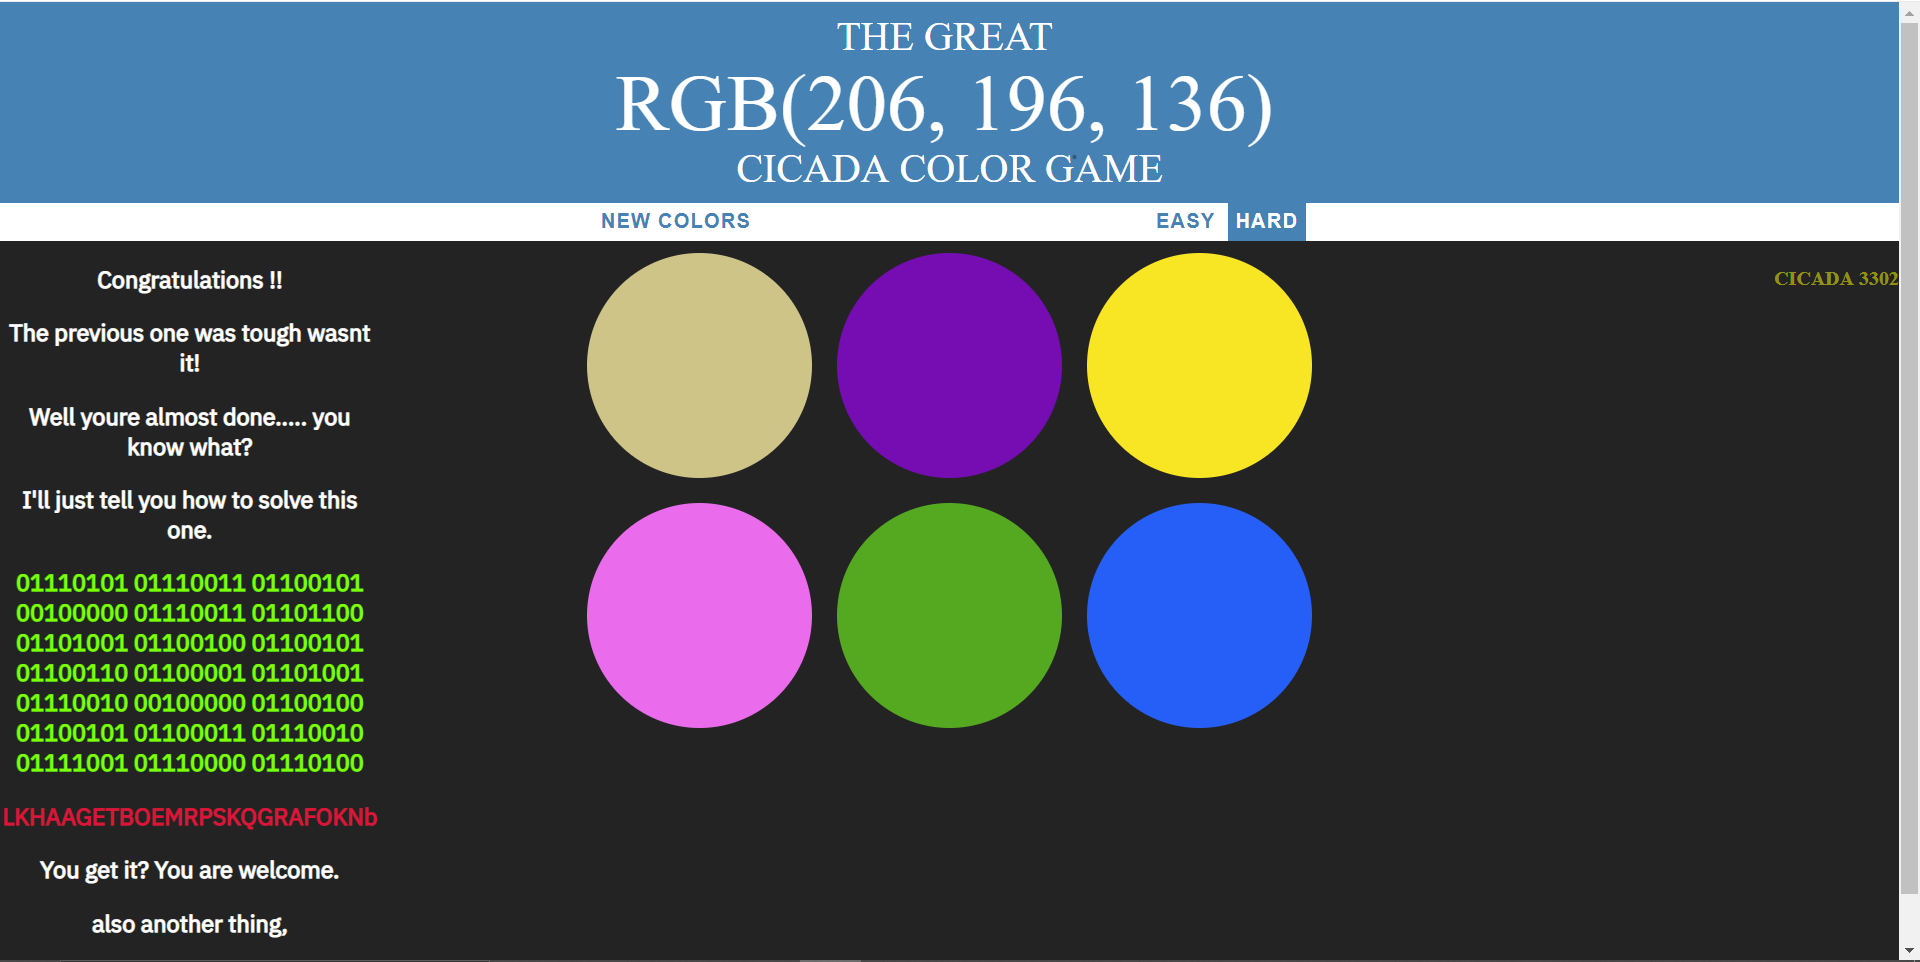 THE GREAT
RGB(206, 196, 136)
CICADA COLOR GAME
NEW COLORS
EASY
HARD
Congratulations !!
The previous one was tough wasnt
it!
Well youre almost done..... you
know what?
I'll just tell you how to solve this
one.
01110101 01110011 01100101
00100000 01110011 01101100
01101001 01100100 01100101
01100110 01100001 01101001
01110010 00100000 01100100
01100101 01100011 01110010
01111001 01110000 01110100
LKHAAGETBOEMRPSKQGRAFOKNb
You get it? You are welcome.
also another thing,
CICADA 3302